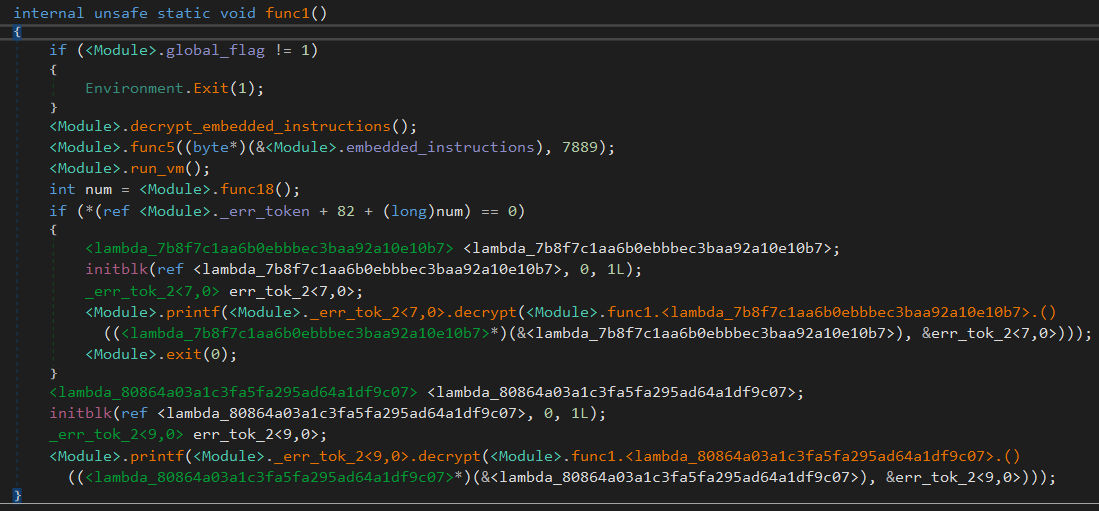 internal unsafe static void func1()
{
if (<Module>.global_flag != 1)
{
Environment.Exit(1);
}
<Module>.decrypt_embedded_instructions();
<Module>.func5((byte*)(&<Module>.embedded_instructions), 7889);
<Module>.run_vm();
int num = <Module>.func18();
if (*(ref <Module>._err_token + 82 + (long)num) == 0)
{
<lambda_7b8f7c1aa6b0ebbbec3baa92a10e10b7> <lambda_7b8f7c1aa6b0ebbbec3baa92a10e10b7>;
initblk(ref <lambda_7b8f7c1aa6b0ebbbec3baa92a10e10b7>, 0, 1L);
_err_tok_2<7,0> err_tok_2<7,0>;
<Module>.printf(<Module>._err_tok_2<7,0>.decrypt(<Module>.func1.<lambda_7b8f7c1aa6b0ebbbec3baa92a10e10b7>.()
((<lambda_7b8f7c1aa6b0ebbbec3baa92a10e10b7>*)(&<lambda_7b8f7c1aa6b0ebbbec3baa92a10e10b7>), &err_tok_2<7,0>)));
<Module>.exit(0);
}
<lambda_80864a03a1c3fa5fa295ad64a1df9c07> <lambda_80864a03a1c3fa5fa295ad64a1df9c07>;
initblk(ref <lambda_80864a03a1c3fa5fa295ad64a1df9c07>, 0, 1L);
_err_tok_2<9,0> err_tok_2<9,0>;
<Module>.printf(<Module>._err_tok_2<9,0>.decrypt(<Module>.func1.<lambda_80864a03a1c3fa5fa295ad64a1df9c07>.()
((<lambda_80864a03a1c3fa5fa295ad64a1df9c07>*)(&<lambda_80864a03a1c3fa5fa295ad64a1df9c07>), &err_tok_2<9,0>)));
}